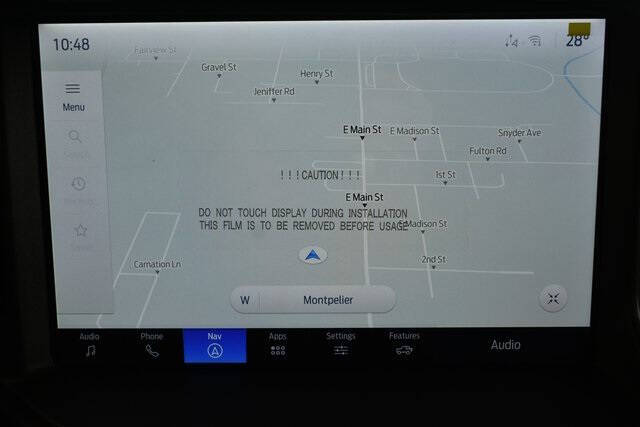 10:48
28°
Fairview St
Gravel St
Henry St
Jeniffer Rd
Menu
Search
E Main St
E Madison St
Snyder Ave
Fulton Rd
! ! !CAUTION! ! !
1st St
E Main St
DO NOT TOUCH DISPLAY DURING INSTALLATION
THIS FILM IS TO BE REMOVED BEFORE USAGE
E Madison St
Carnation Ln
2nd St
W
Montpelier
Audio
Phone
Nav
Apps
Settings
Features
Audio